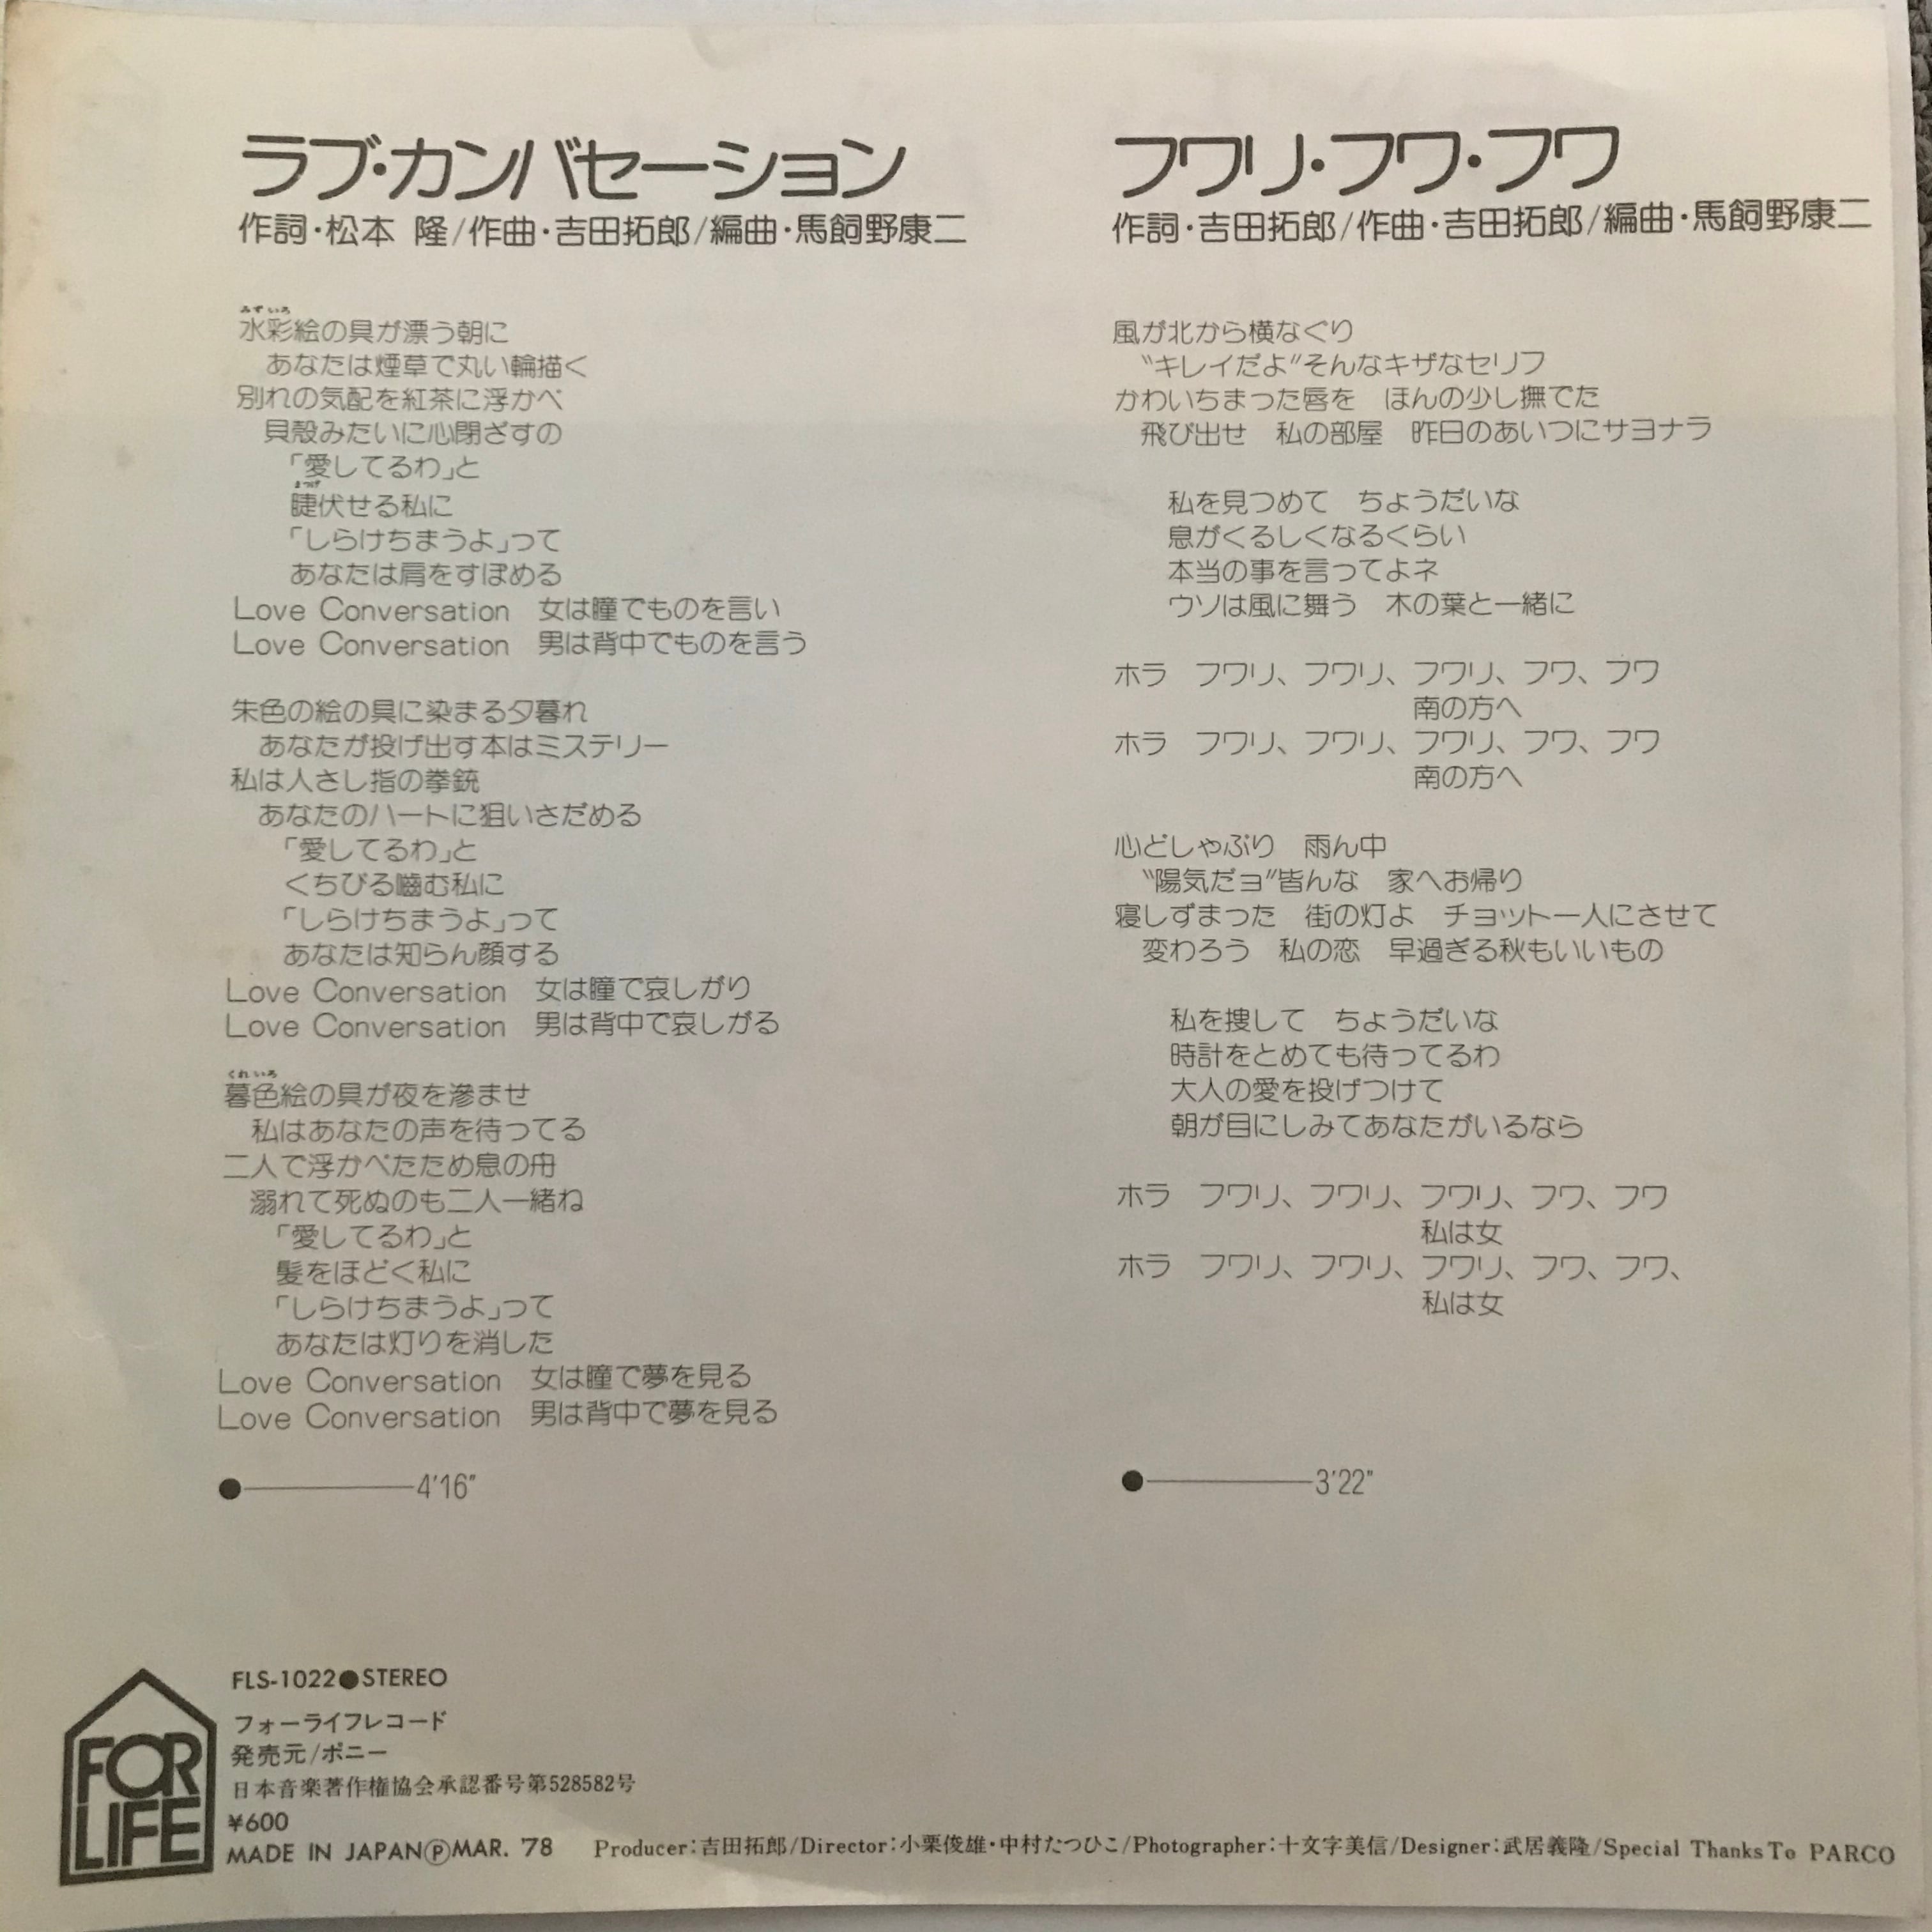 ラブ・カンバセーション
作詞・松本 隆/作曲・吉田拓郎/編曲・馬飼野康二
みずいろ
水彩絵の具が漂う朝に
あなたは煙草で丸い輪描く
別れの気配を紅茶に浮かべ
貝殻みたいに心閉ざすの
「愛してるわ」と
まつげ
睫伏せる私に
「しらけちまうよ」って
あなたは肩をすぼめる
Love Conversation 女は瞳でものを言い
Love Conversation 男は背中でものを言う
朱色の絵の具に染まる夕暮れ
あなたが投げ出す本はミステリー
私は人さし指の拳銃
あなたのハートに狙いさだめる
「愛してるわ」と
くちびる嚙む私に
「しらけちまうよ」って
あなたは知らん顔する
Love Conversation 女は瞳で哀しがり
Love Conversation 男は背中で哀しがる
くれいろ
暮色絵の具が夜を滲ませ
私はあなたの声を待ってる
二人で浮かべたため息の舟
溺れて死ぬのも二人一緒ね
「愛してるわ」と
髪をほどく私に
「しらけちまうよ」って
あなたは灯りを消した
Love Conversation 女は瞳で夢を見る
Love Conversation 男は背中で夢を見る
●――――4′16″
フワリ・フワ・フワ
作詞・吉田拓郎/作曲・吉田拓郎/編曲・馬飼野康二
風が北から横なぐり
"キレイだよ"そんなキザなセリフ
かわいちまった唇を ほんの少し撫でた
飛び出せ 私の部屋 昨日のあいつにサヨナラ
私を見つめて ちょうだいな
息がくるしくなるくらい
本当の事を言ってよネ
ウソは風に舞う 木の葉と一緒に
ホラ フワリ、フワリ、フワリ、フワ、フワ
南の方へ
ホラ フワリ、フワリ、フワリ、フワ、フワ
南の方へ
心どしゃぶり 雨ん中
"陽気だヨ"皆んな 家へお帰り
寝しずまった 街の灯よ チョット一人にさせて
変わろう 私の恋 早過ぎる秋もいいもの
私を捜して ちょうだいな
時計をとめても待ってるわ
大人の愛を投げつけて
朝が目にしみてあなたがいるなら
ホラ フワリ、フワリ、フワリ、フワ、フワ
私は女
ホラ フワリ、フワリ、フワリ、フワ、フワ、
私は女
●――――3′22″
FOR
LIFE
FLS-1022●STEREO
フォーライフレコード
発売元/ポニー
日本音楽著作権協会承認番号第528582号
¥600
MADE IN JAPANⓅMAR. '78 Producer:吉田拓郎/Director:小栗俊雄・中村たつひこ/Photographer:十文字美信/Designer:武居義隆/Special Thanks To PARCO